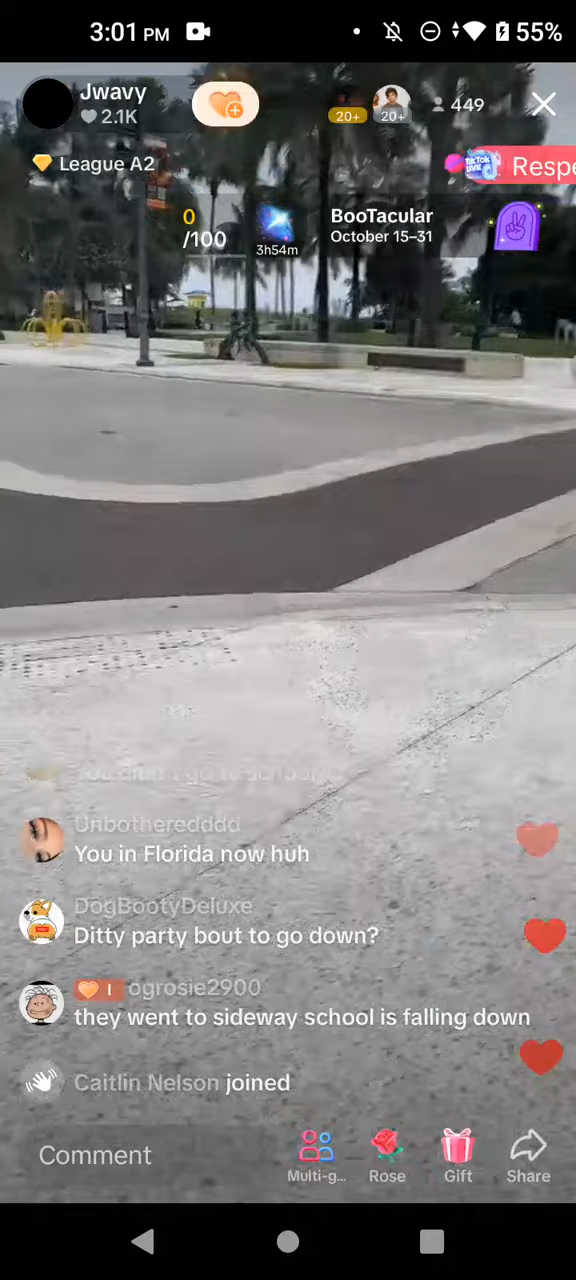 3:01 PM
55%
Jwavy
2.1K
20+
20+
449
League A2
Respe
0
/100
3h54m
BooTacular
October 15–31
Unbotheredddd
You in Florida now huh
DogBootyDeluxe
Ditty party bout to go down?
I ogrosie2900
they went to sideway school is falling down
Caitlin Nelson joined
Comment
Multi-g...
Rose
Gift
Share